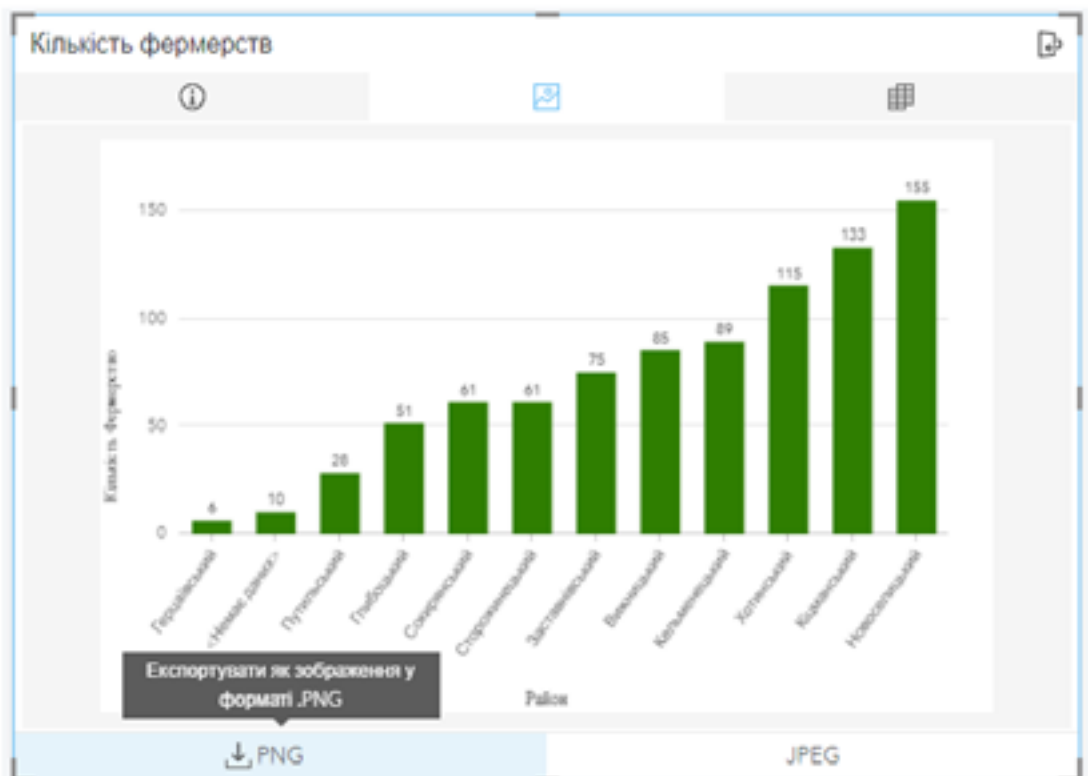 Кількість фермерств
155
150
133
115
100
89
85
75
61
61
51
50
28
10
6
0
Кількість Фермерство
Герцаївський
<Немає даних>
Путильський
Глибоцький
Сокирянський
Сторожинецький
Заставнівський
Вижницький
Кельменецький
Хотинський
Кіцманський
Новоселицький
Експортувати як зображення у
форматі .PNG
Район
PNG
JPEG